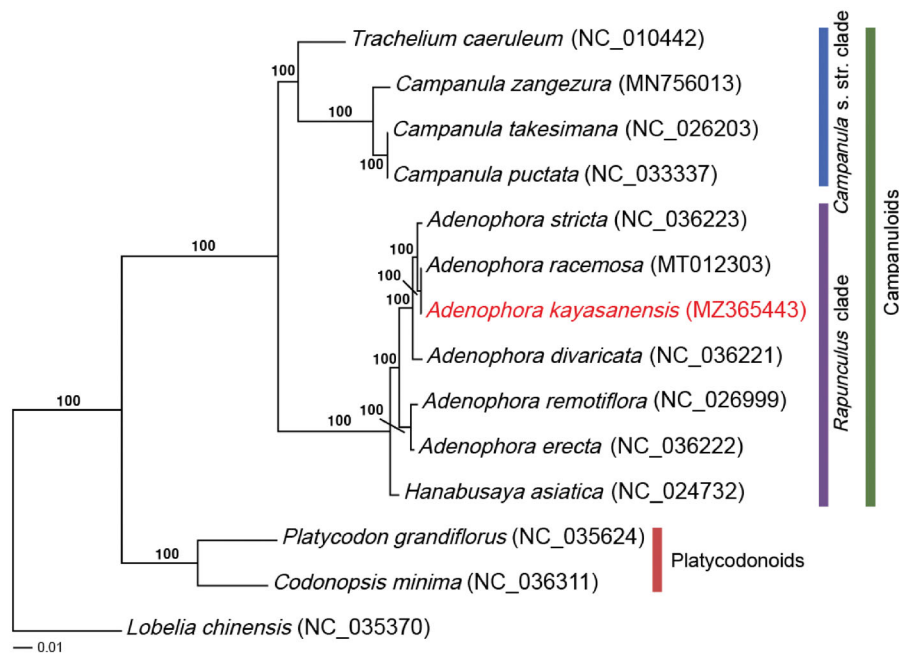 Trachelium caeruleum (NC_010442)
100
Campanula zangezura (MN756013)
100
Campanula takesimana (NC_026203)
100
Campanula puctata (NC_033337)
Adenophora stricta (NC_036223)
100
100
Adenophora racemosa (MT012303)
100
Adenophora kayasanensis (MZ365443)
100
Adenophora divaricata (NC_036221)
100
Adenophora remotiflora (NC_026999)
100
100
100
Adenophora erecta (NC_036222)
Hanabusaya asiatica (NC_024732)
Platycodon grandiflorus (NC_035624)
100
Codonopsis minima (NC_036311)
Lobelia chinensis (NC_035370)
0.01
Campanula s. str. clade
Rapunculus clade
Campanuloids
Platycodonoids